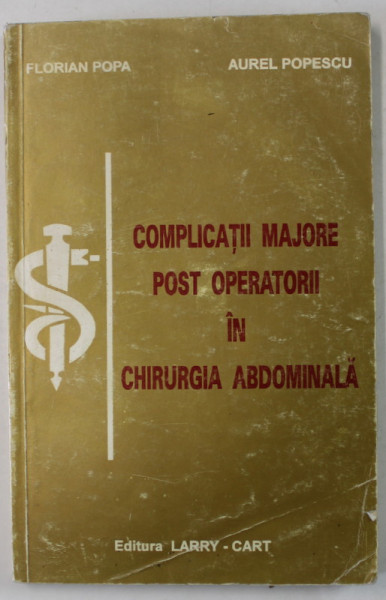 FLORIAN POPA AUREL POPESCU
COMPLICAȚII MAJORE
POST OPERATORII
ÎN
CHIRURGIA ABDOMINALĂ
Editura LARRY - CART